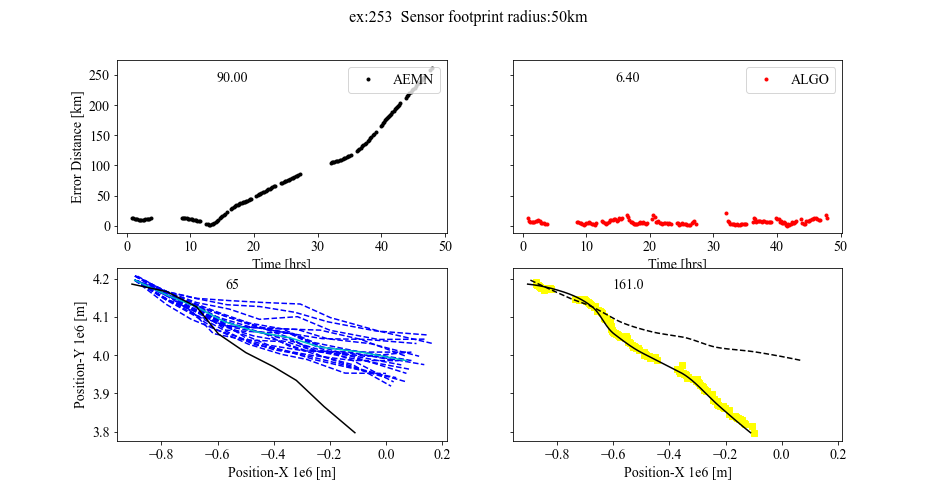 ex:253 Sensor footprint radius:50km
90.00
AEMN
Error Distance [km]
250
200
150
100
50
0
0 10 20 30 40 50
Time [hrs]
6.40
ALGO
0 10 20 30 40 50
Time [hrs]
65
Position-Y 1e6 [m]
4.2
4.1
4.0
3.9
3.8
−0.8 −0.6 −0.4 −0.2 0.0 0.2
Position-X 1e6 [m]
161.0
−0.8 −0.6 −0.4 −0.2 0.0 0.2
Position-X 1e6 [m]